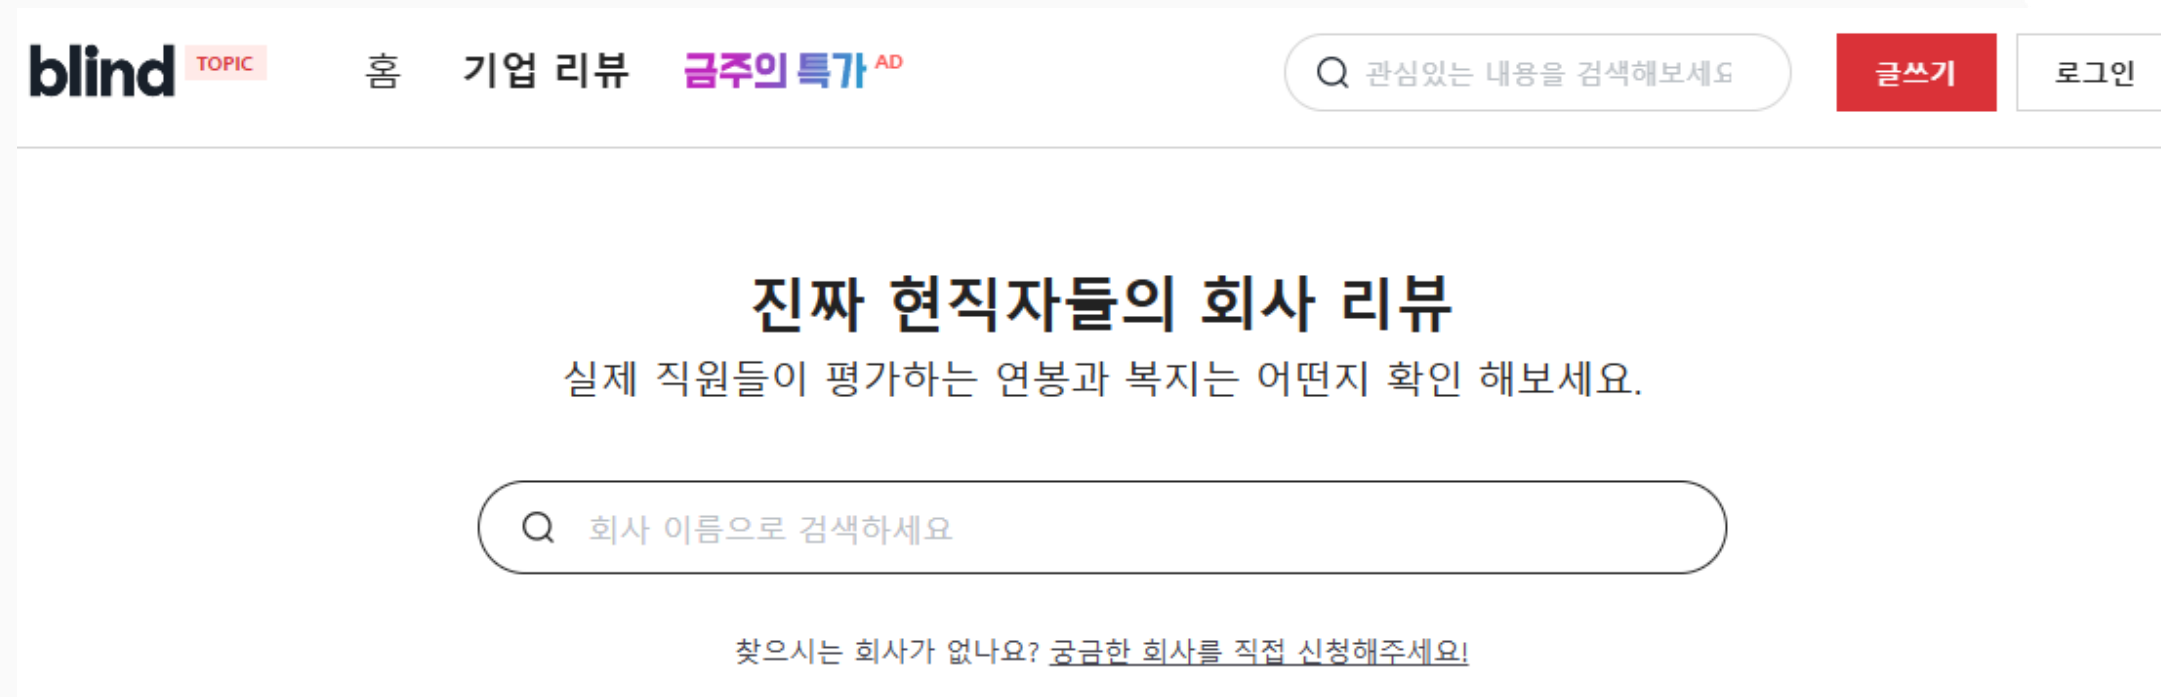 blind TOPIC 홈 기업 리뷰 금주의 특가 AD 관심있는 내용을 검색해보세요 글쓰기 로그인
진짜 현직자들의 회사 리뷰
실제 직원들이 평가하는 연봉과 복지는 어떤지 확인 해보세요.
회사 이름으로 검색하세요
찾으시는 회사가 없나요? 궁금한 회사를 직접 신청해주세요!